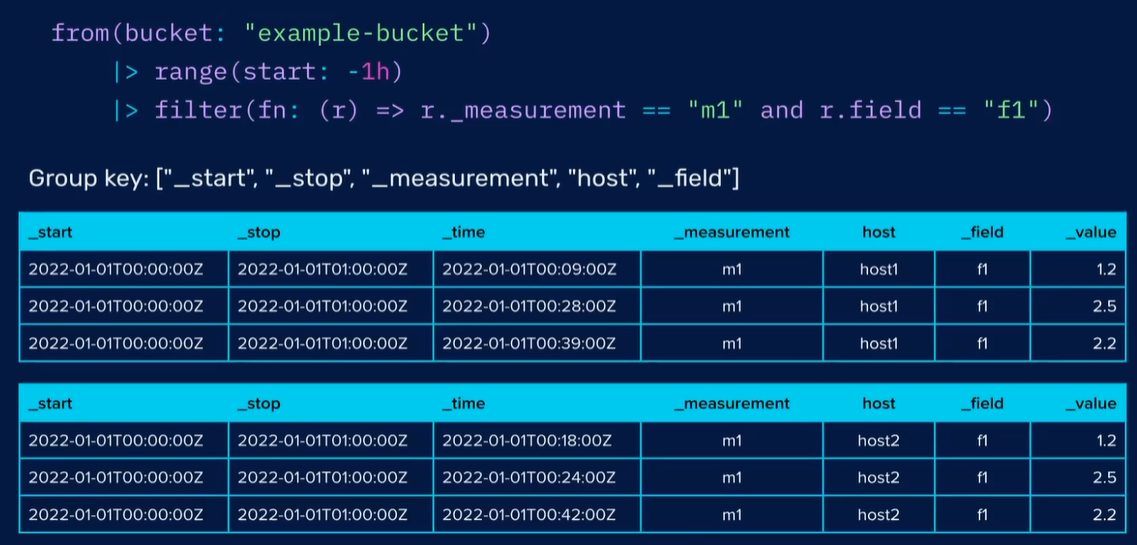 from(bucket: "example-bucket")
|> range(start: -1h)
|> filter(fn: (r) => r._measurement == "m1" and r.field == "f1")
Group key: ["_start", "_stop", "_measurement", "host", "_field"]
_start _stop _time _measurement host _field _value
2022-01-01T00:00:00Z 2022-01-01T01:00:00Z 2022-01-01T00:09:00Z m1 host1 f1 1.2
2022-01-01T00:00:00Z 2022-01-01T01:00:00Z 2022-01-01T00:28:00Z m1 host1 f1 2.5
2022-01-01T00:00:00Z 2022-01-01T01:00:00Z 2022-01-01T00:39:00Z m1 host1 f1 2.2
_start _stop _time _measurement host _field _value
2022-01-01T00:00:00Z 2022-01-01T01:00:00Z 2022-01-01T00:18:00Z m1 host2 f1 1.2
2022-01-01T00:00:00Z 2022-01-01T01:00:00Z 2022-01-01T00:24:00Z m1 host2 f1 2.5
2022-01-01T00:00:00Z 2022-01-01T01:00:00Z 2022-01-01T00:42:00Z m1 host2 f1 2.2